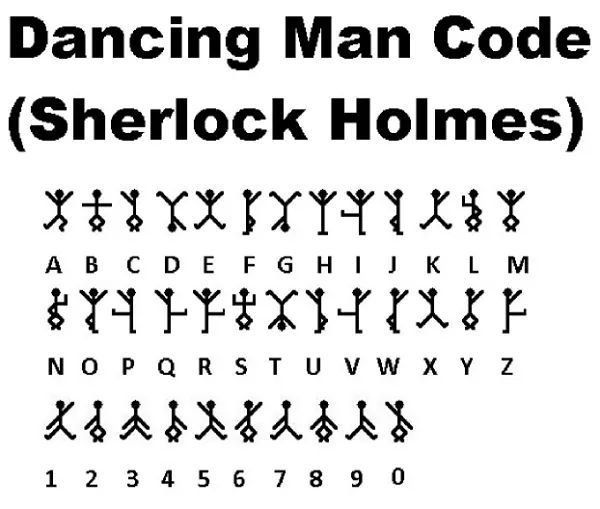 Dancing Man Code
(Sherlock Holmes)
A B C D E F G H I J K L M
N O P Q R S T U V W X Y Z
1 2 3 4 5 6 7 8 9 0